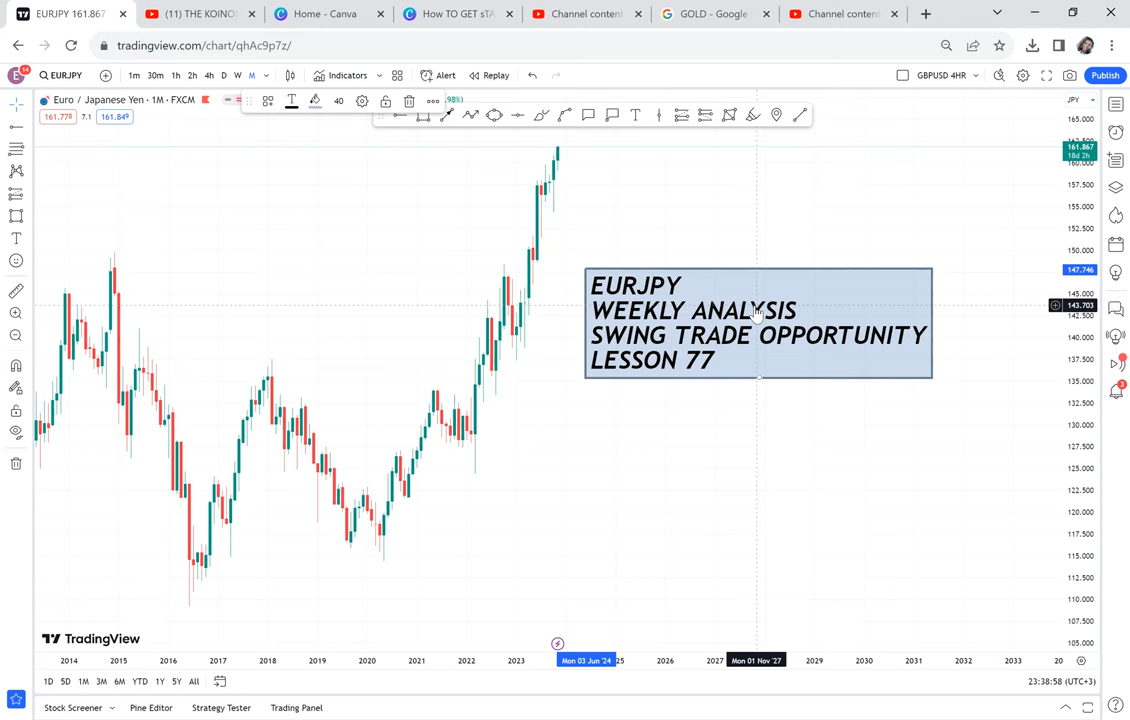 EURJPY 161.867
(11) THE KOINON
Home - Canva
How TO GET sTA
Channel content
GOLD - Google
Channel content
tradingview.com/chart/qhAc9p7z/
E 14 EURJPY 1m 30m 1h 2h 4h D W M Indicators Alert Replay GBPUSD 4HR Publish
Euro / Japanese Yen · 1M · FXCM .98%)
161.778 7.1 161.849
T 40
JPY
165.000
161.867
18d 2h
160.000
157.500
155.000
152.500
150.000
147.746
145.000
143.703
142.500
140.000
137.500
135.000
132.500
130.000
127.500
125.000
122.500
120.000
117.500
115.000
112.500
110.000
107.500
105.000
EURJPY
WEEKLY ANALYSIS
SWING TRADE OPPORTUNITY
LESSON 77
TradingView
2014 2015 2016 2017 2018 2019 2020 2021 2022 2023 Mon 03 Jun '24 25 2026 2027 Mon 01 Nov '27 2029 2030 2031 2032 2033 20
1D 5D 1M 3M 6M YTD 1Y 5Y All 23:38:58 (UTC+3)
Stock Screener Pine Editor Strategy Tester Trading Panel
3